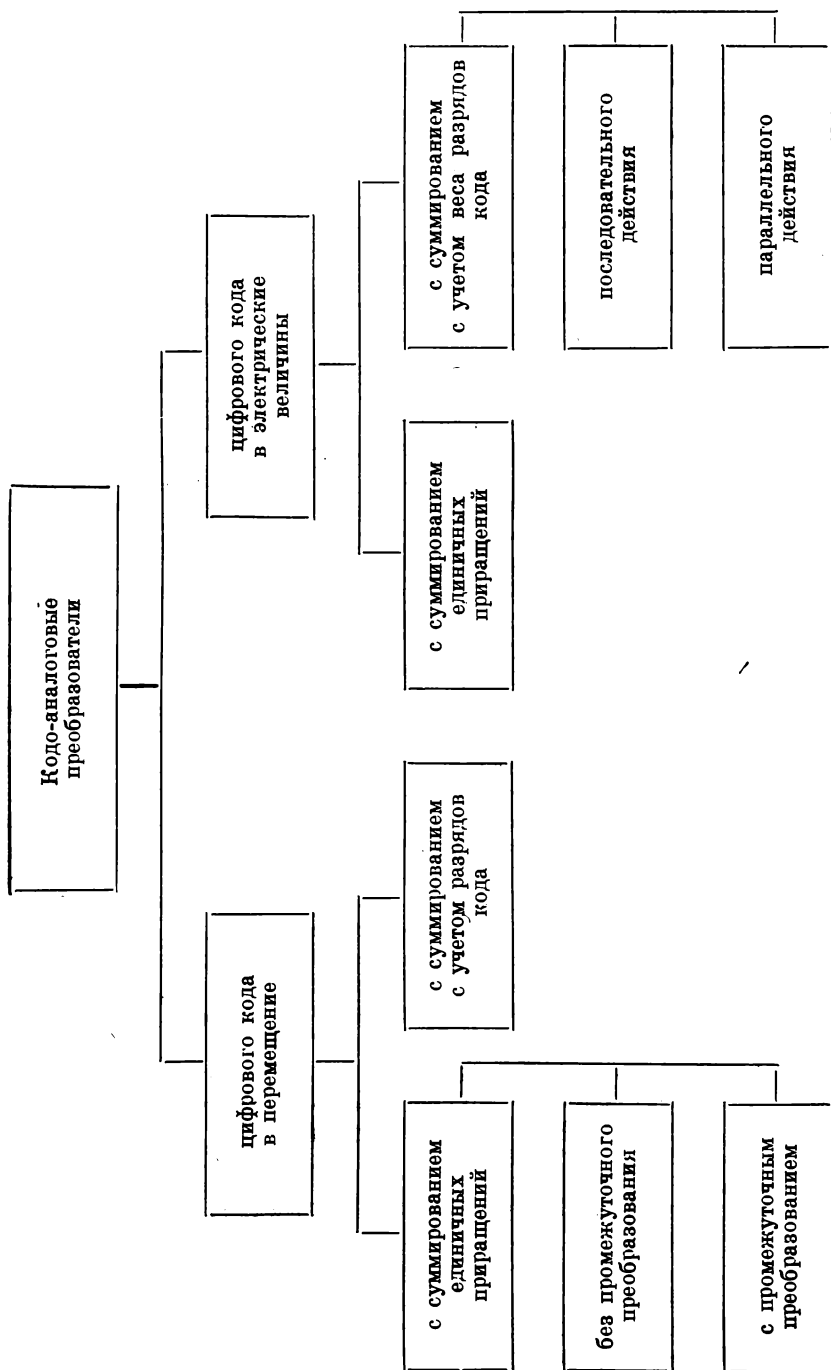 Кодо-аналоговые
преобразователи
цифрового кода
в перемещение
цифрового кода
в электрические
величины
с суммированием
единичных
приращений
с суммированием
с учетом разрядов
кода
с суммированием
единичных
приращений
с суммированием
с учетом веса разрядов
кода
без промежуточного
преобразования
последовательного
действия
с промежуточным
преобразованием
параллельного
действия